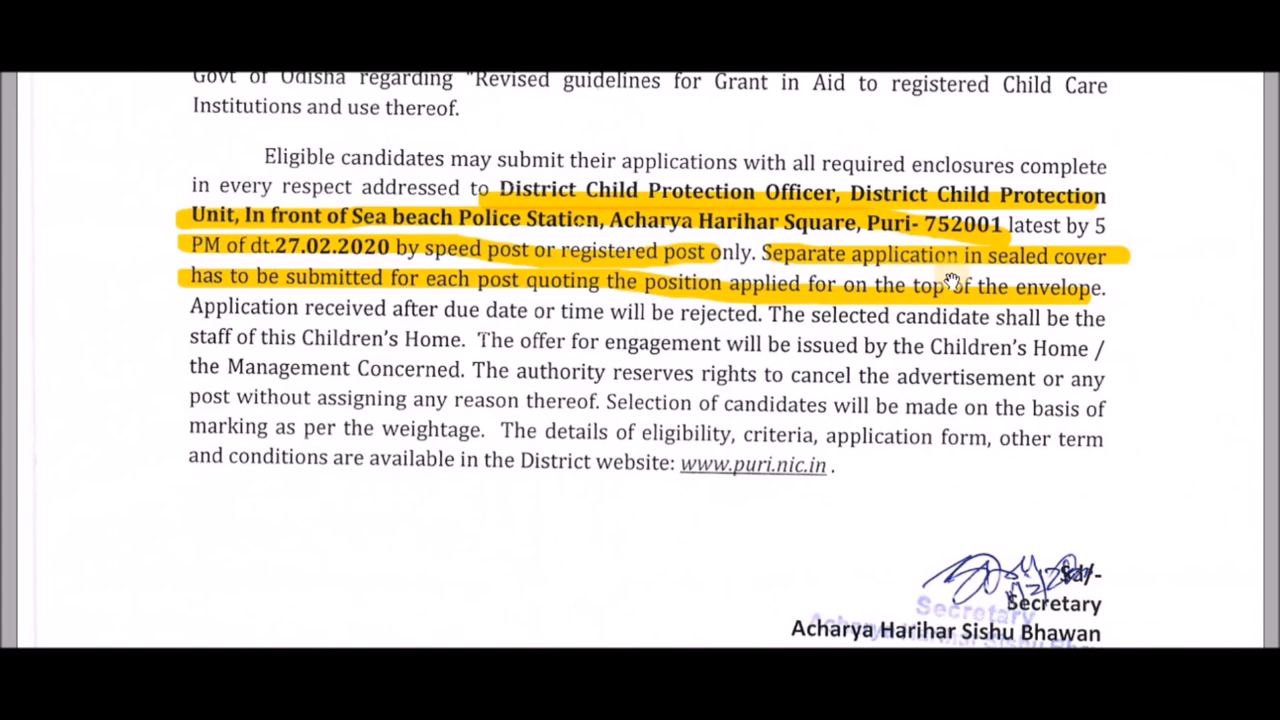 Govt of Odisha regarding "Revised guidelines for Grant in Aid to registered Child Care
Institutions and use thereof.
Eligible candidates may submit their applications with all required enclosures complete
in every respect addressed to District Child Protection Officer, District Child Protection
Unit, In front of Sea beach Police Station, Acharya Harihar Square, Puri- 752001 latest by 5
PM of dt.27.02.2020 by speed post or registered post only. Separate application in sealed cover
has to be submitted for each post quoting the position applied for on the top of the envelope.
Application received after due date or time will be rejected. The selected candidate shall be the
staff of this Children's Home. The offer for engagement will be issued by the Children's Home /
the Management Concerned. The authority reserves rights to cancel the advertisement or any
post without assigning any reason thereof. Selection of candidates will be made on the basis of
marking as per the weightage. The details of eligibility, criteria, application form, other term
and conditions are available in the District website: www.puri.nic.in .
Sd/-
Secretary
Secretary
Acharya Harihar Sishu Bhawan
Acharya Harihar Sishu